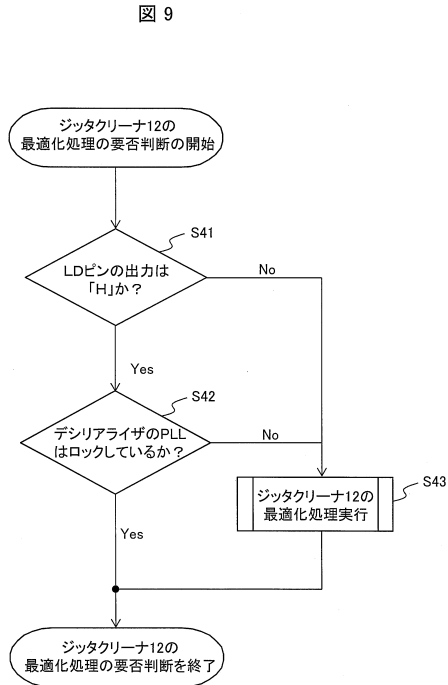 図 9
ジッタクリーナ12の
最適化処理の要否判断の開始
S41
LDピンの出力は
「H」か？
No
Yes
S42
デシリアライザのPLL
はロックしているか？
No
S43
ジッタクリーナ12の
最適化処理実行
Yes
ジッタクリーナ12の
最適化処理の要否判断を終了